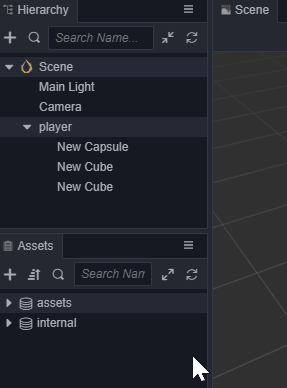 Hierarchy
Scene
Search Name...
Scene
Main Light
Camera
player
New Capsule
New Cube
New Cube
Assets
Search Nam
assets
internal